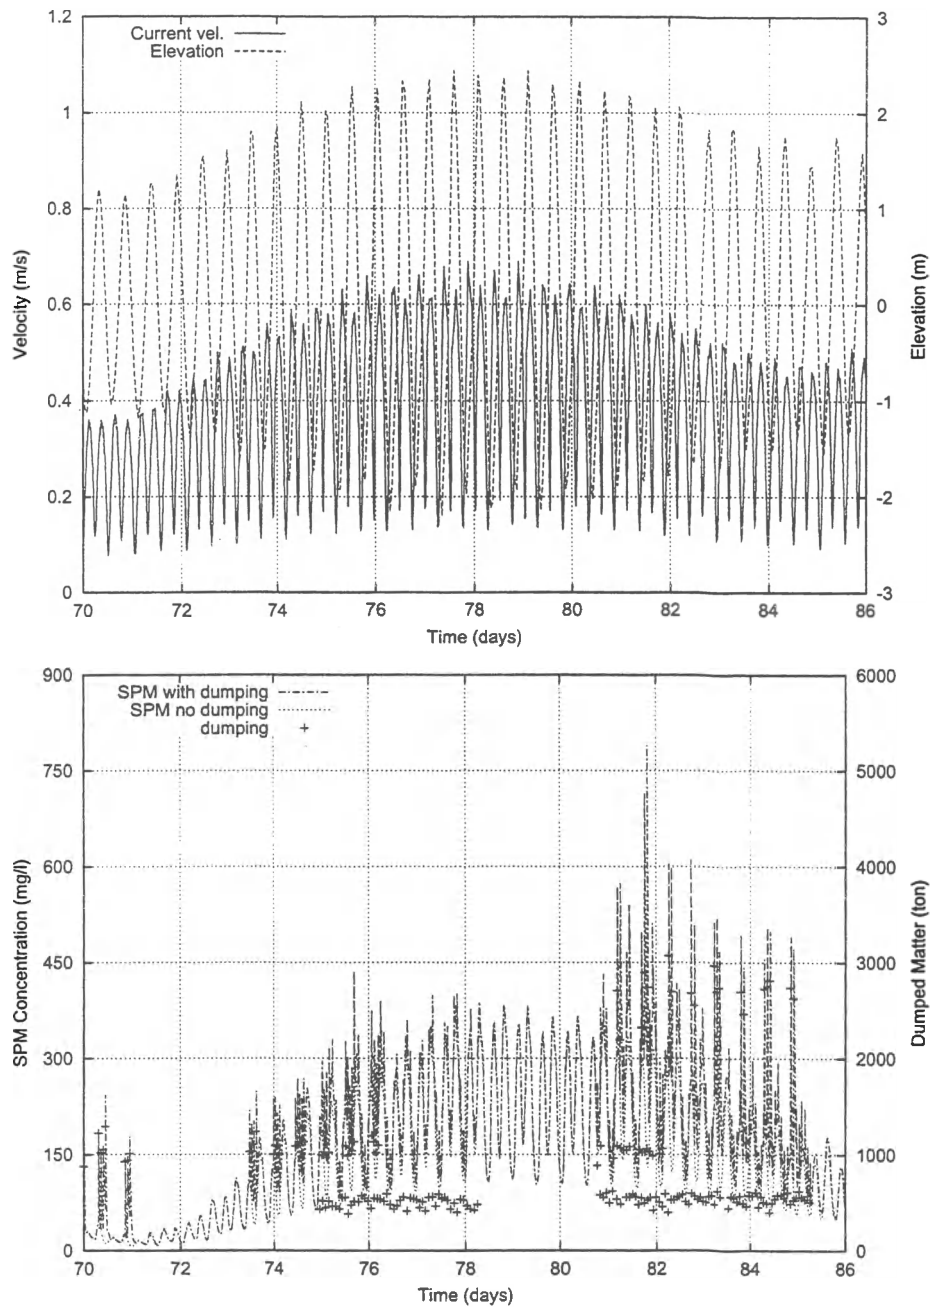 1.2 3
Current vel.
Elevation
1 2
0.8 1
Velocity (m/s) Elevation (m)
0.6 0
0.4 -1
0.2 -2
0 -3
70 72 74 76 78 80 82 84 86
Time (days)
900 6000
SPM with dumping
SPM no dumping
dumping +
750 5000
600 4000
SPM Concentration (mg/l) Dumped Matter (ton)
450 3000
300 2000
150 1000
0 0
70 72 74 76 78 80 82 84 86
Time (days)